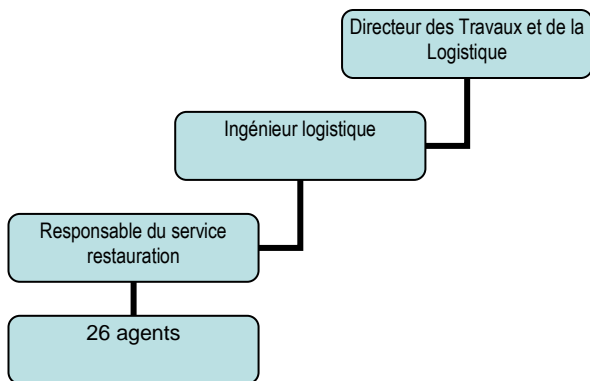 Directeur des Travaux et de la
Logistique
Ingénieur logistique
Responsable du service
restauration
26 agents